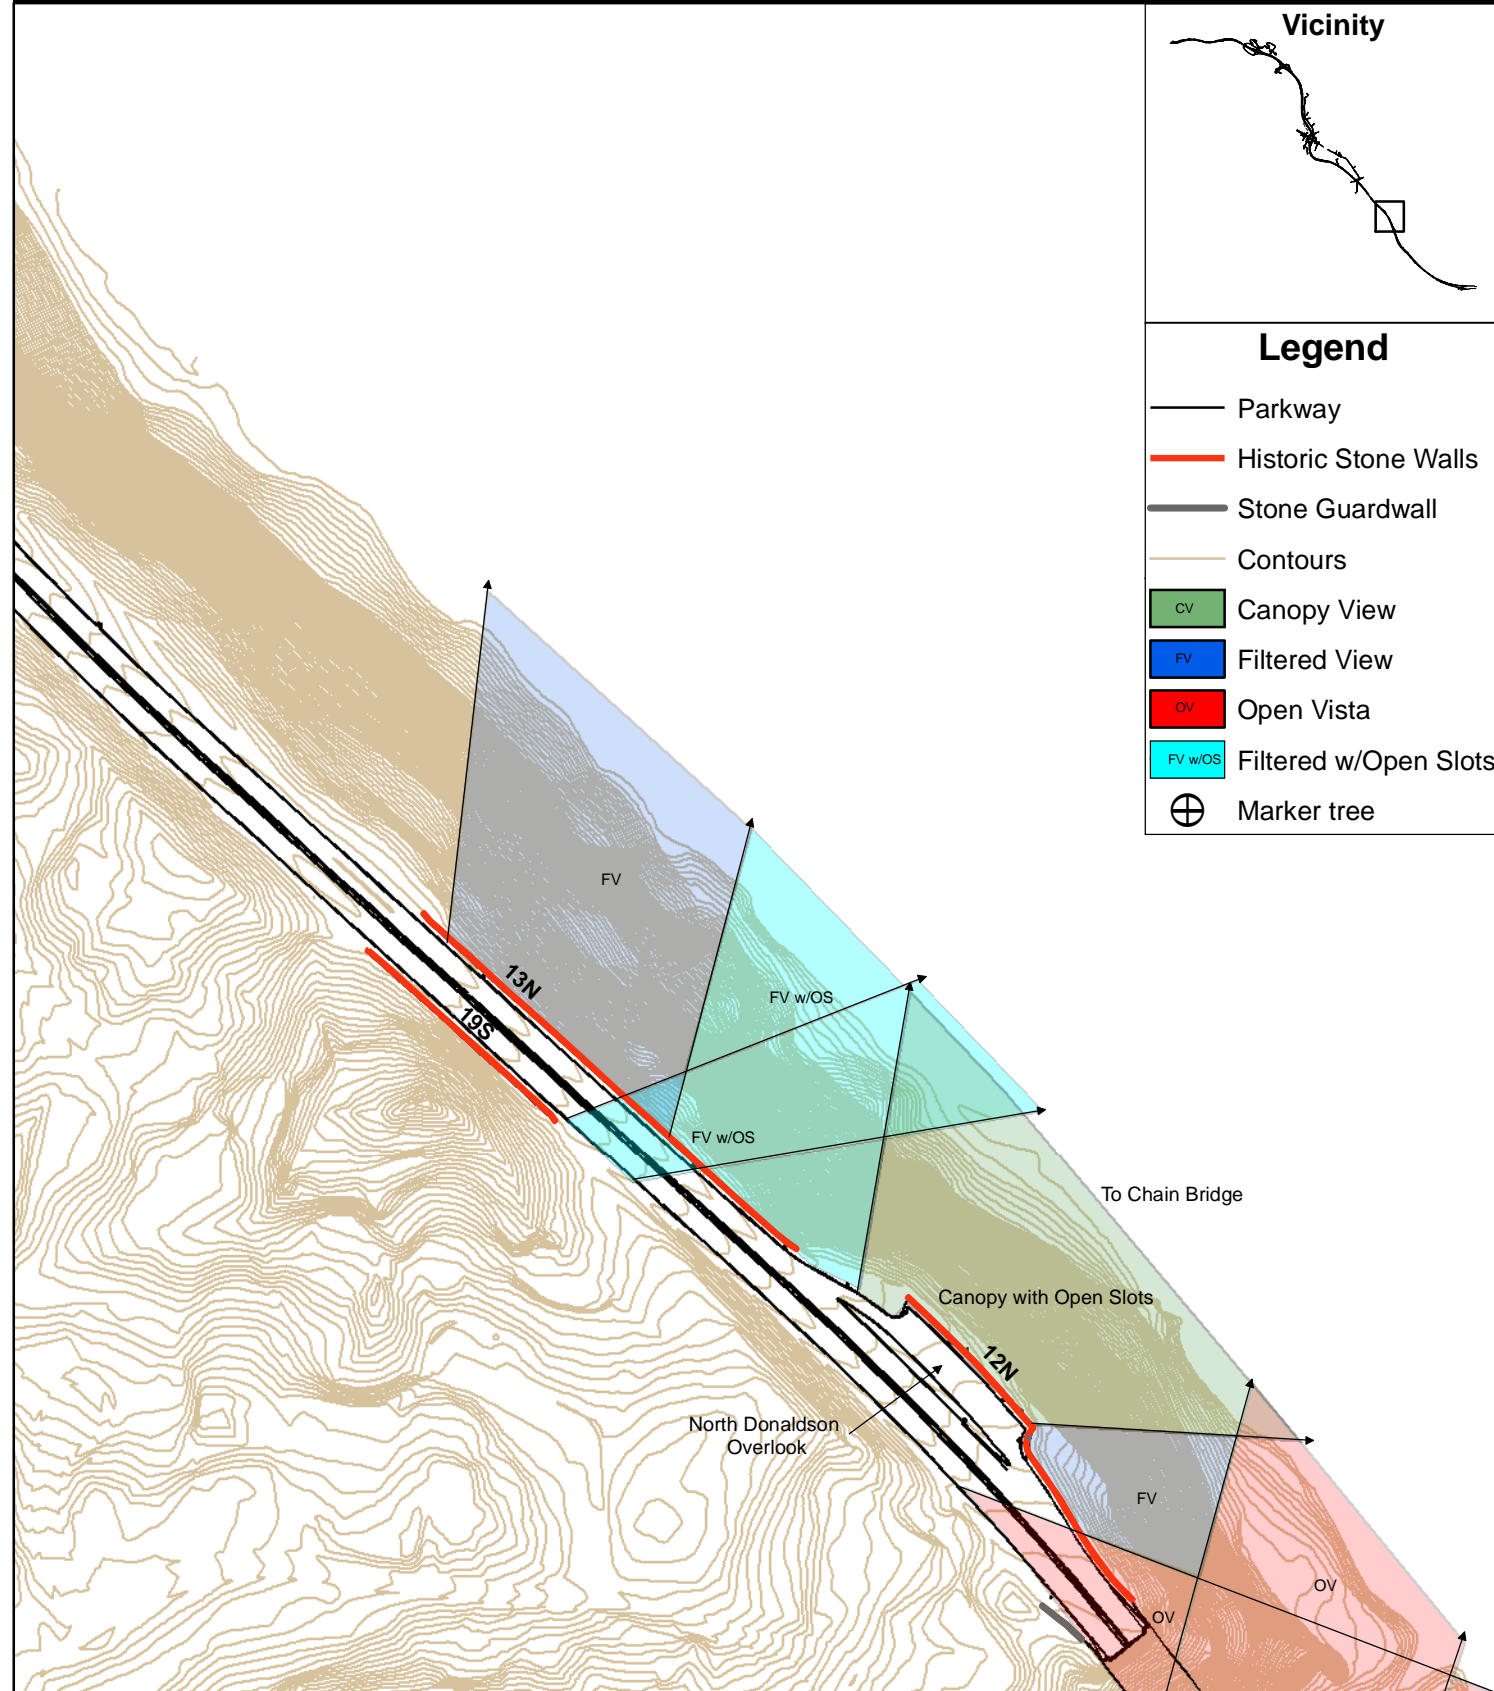 Vicinity
Legend
Parkway
Historic Stone Walls
Stone Guardwall
Contours
CV
Canopy View
FV
Filtered View
OV
Open Vista
FV w/OS
Filtered w/Open Slots
Marker tree
FV
13N
FV w/OS
19S
FV w/OS
To Chain Bridge
Canopy with Open Slots
12N
North Donaldson
Overlook
FV
OV
OV